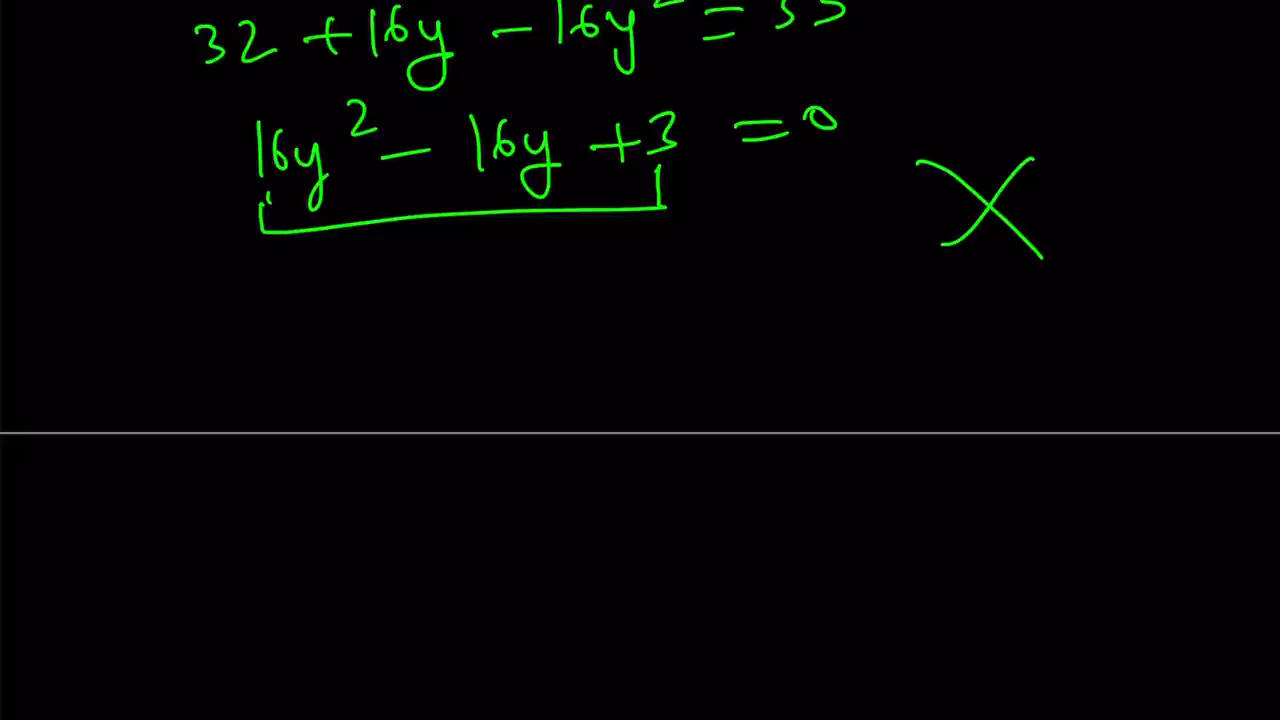 32 + 16y - 16y² = 35
16y² - 16y + 3 = 0